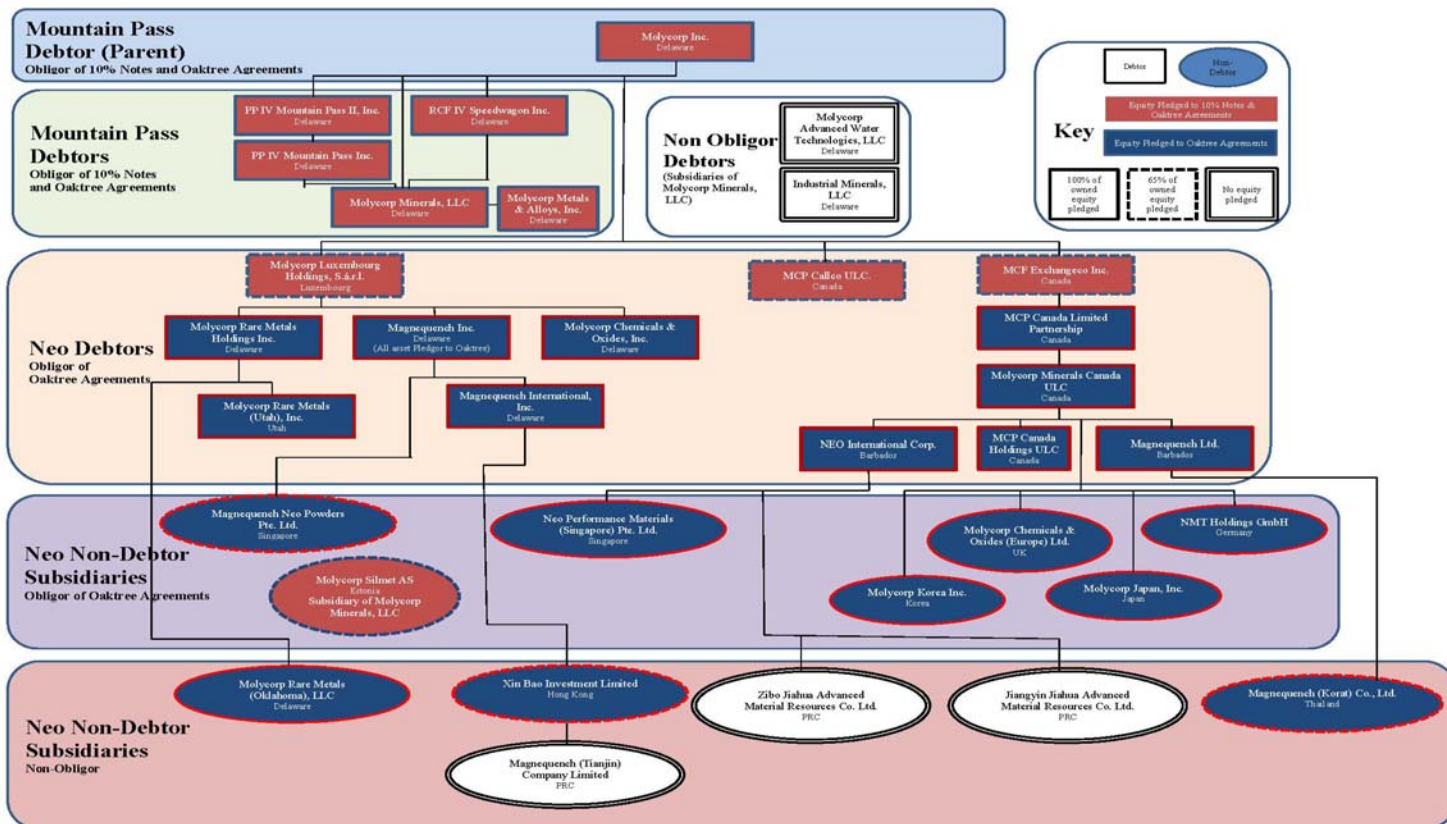 Mountain Pass
Debtor (Parent)
Obligor of 10% Notes and Oaktree Agreements
Molycorp Inc.
Delaware
Debtor
Non-
Debtor
Equity Pledged to 10% Notes &
Oaktree Agreements
Key
Equity Pledged to Oaktree Agreements
100% of
owned
equity
pledged
65% of
owned
equity
pledged
No equity
pledged
Mountain Pass
Debtors
Obligor of 10% Notes
and Oaktree Agreements
PP IV Mountain Pass II, Inc.
Delaware
RCF IV Speedwagon Inc.
Delaware
PP IV Mountain Pass Inc.
Delaware
Molycorp Minerals, LLC
Delaware
Molycorp Metals
& Alloys, Inc.
Delaware
Non Obligor
Debtors
(Subsidiaries of
Molycorp Minerals,
LLC)
Molycorp
Advanced Water
Technologies, LLC
Delaware
Industrial Minerals,
LLC
Delaware
Neo Debtors
Obligor of
Oaktree Agreements
Molycorp Luxembourg
Holdings, S.à.r.l.
Luxembourg
MCP Callco ULC.
Canada
MCF Exchangeco Inc.
Canada
Molycorp Rare Metals
Holdings Inc.
Delaware
Magnequench Inc.
Delaware
(All asset Pledgor to Oaktree)
Molycorp Chemicals &
Oxides, Inc.
Delaware
MCP Canada Limited
Partnership
Canada
Molycorp Rare Metals
(Utah), Inc.
Utah
Magnequench International,
Inc.
Delaware
Molycorp Minerals Canada
ULC
Canada
NEO International Corp.
Barbados
MCP Canada
Holdings ULC
Canada
Magnequench Ltd.
Barbados
Neo Non-Debtor
Subsidiaries
Obligor of Oaktree Agreements
Magnequench Neo Powders
Pte. Ltd.
Singapore
Neo Performance Materials
(Singapore) Pte. Ltd.
Singapore
Molycorp Chemicals &
Oxides (Europe) Ltd.
UK
NMT Holdings GmbH
Germany
Molycorp Silmet AS
Estonia
Subsidiary of Molycorp
Minerals, LLC
Molycorp Korea Inc.
Korea
Molycorp Japan, Inc.
Japan
Neo Non-Debtor
Subsidiaries
Non-Obligor
Molycorp Rare Metals
(Oklahoma), LLC
Delaware
Xin Bao Investment Limited
Hong Kong
Zibo Jiahua Advanced
Material Resources Co. Ltd.
PRC
Jiangyin Jiahua Advanced
Material Resources Co. Ltd.
PRC
Magnequench (Korat) Co., Ltd.
Thailand
Magnequench (Tianjin)
Company Limited
PRC